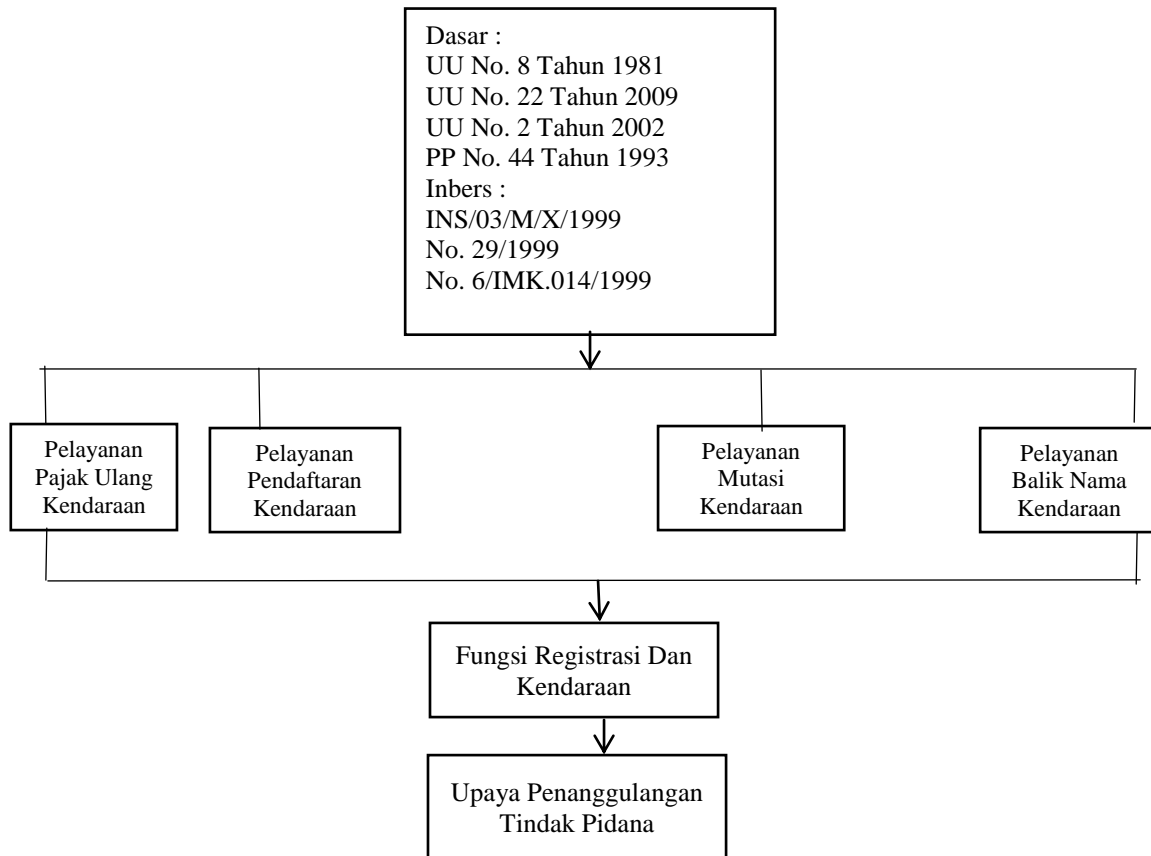 Dasar :
UU No. 8 Tahun 1981
UU No. 22 Tahun 2009
UU No. 2 Tahun 2002
PP No. 44 Tahun 1993
Inbers :
INS/03/M/X/1999
No. 29/1999
No. 6/IMK.014/1999
Pelayanan
Pajak Ulang
Kendaraan
Pelayanan
Pendaftaran
Kendaraan
Pelayanan
Mutasi
Kendaraan
Pelayanan
Balik Nama
Kendaraan
Fungsi Registrasi Dan
Kendaraan
Upaya Penanggulangan
Tindak Pidana